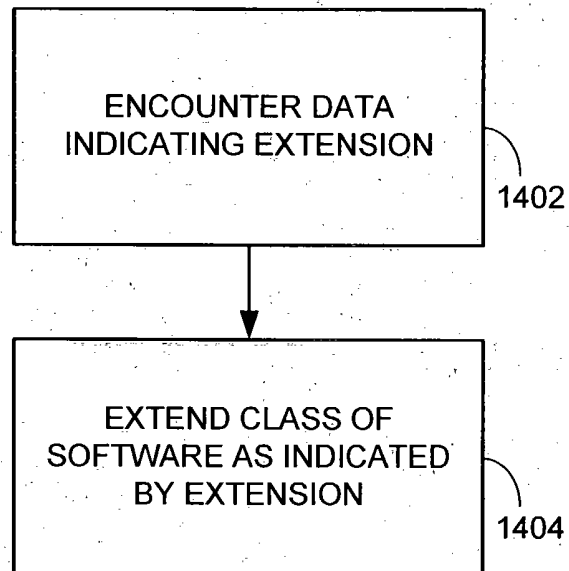 ENCOUNTER DATA
INDICATING EXTENSION
1402
EXTEND CLASS OF
SOFTWARE AS INDICATED
BY EXTENSION
1404